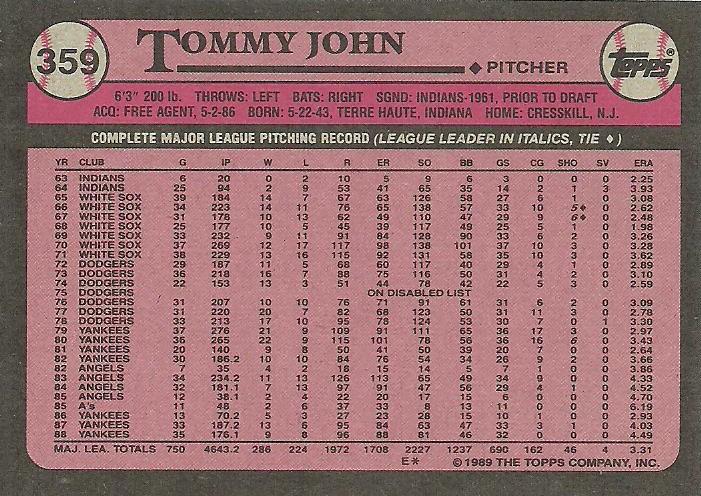 359
TOMMY JOHN
PITCHER
Topps®
6'3" 200 lb. THROWS: LEFT BATS: RIGHT SGND: INDIANS-1961, PRIOR TO DRAFT
ACQ: FREE AGENT, 5-2-86 BORN: 5-22-43, TERRE HAUTE, INDIANA HOME: CRESSKILL, N.J.
COMPLETE MAJOR LEAGUE PITCHING RECORD (LEAGUE LEADER IN ITALICS, TIE ♦)
YR CLUB G IP W L R ER SO BB GS CG SHO SV ERA
63 INDIANS 6 20 0 2 10 5 9 6 3 0 0 0 2.25
64 INDIANS 25 94 2 9 53 41 65 35 14 2 1 3 3.93
65 WHITE SOX 39 184 14 7 67 63 126 58 27 6 1 0 3.08
66 WHITE SOX 34 223 14 11 76 65 138 57 33 10 5♦ 0 2.62
67 WHITE SOX 31 178 10 13 62 49 110 47 29 9 6♦ 0 2.48
68 WHITE SOX 25 177 10 5 45 39 117 49 25 5 1 0 1.98
69 WHITE SOX 33 232 9 11 91 84 128 90 33 6 2 0 3.26
70 WHITE SOX 37 269 12 17 117 98 138 101 37 10 3 0 3.28
71 WHITE SOX 38 229 13 16 115 92 131 58 35 10 3 0 3.62
72 DODGERS 29 187 11 5 68 60 117 40 29 4 1 0 2.89
73 DODGERS 36 218 16 7 88 75 116 50 31 4 2 0 3.10
74 DODGERS 22 153 13 3 51 44 78 42 22 5 3 0 2.59
75 DODGERS ON DISABLED LIST
76 DODGERS 31 207 10 10 76 71 91 61 31 6 2 0 3.09
77 DODGERS 31 220 20 7 82 68 123 50 31 11 3 0 2.78
78 DODGERS 33 213 17 10 95 78 124 53 30 7 0 1 3.30
79 YANKEES 37 276 21 9 109 91 111 65 36 17 3 0 2.97
80 YANKEES 36 265 22 9 115 101 78 56 36 16 6 0 3.43
81 YANKEES 20 140 9 8 50 41 50 39 20 7 0 0 2.64
82 YANKEES 30 186.2 10 10 84 76 54 34 26 9 2 0 3.66
82 ANGELS 7 35 4 2 18 15 14 5 7 1 0 0 3.86
83 ANGELS 34 234.2 11 13 126 113 65 49 34 9 0 0 4.33
84 ANGELS 32 181.1 7 13 97 91 47 56 29 4 1 0 4.52
85 ANGELS 12 38.1 2 4 22 20 17 15 6 0 0 0 4.70
85 A's 11 48 2 6 37 33 8 13 11 0 0 0 6.19
86 YANKEES 13 70.2 5 3 27 23 28 15 10 1 0 0 2.93
87 YANKEES 33 187.2 13 6 95 84 63 47 33 3 1 0 4.03
88 YANKEES 35 176.1 9 8 96 88 81 46 32 0 0 0 4.49
MAJ. LEA. TOTALS 750 4643.2 286 224 1972 1708 2227 1237 690 162 46 4 3.31
E* ©1989 THE TOPPS COMPANY, INC.